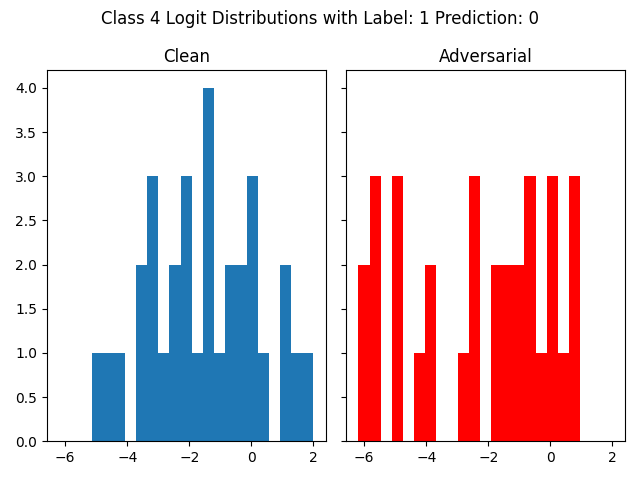 Class 4 Logit Distributions with Label: 1 Prediction: 0
Clean
Adversarial
4.0
3.5
3.0
2.5
2.0
1.5
1.0
0.5
0.0
−6 −4 −2 0 2
−6 −4 −2 0 2